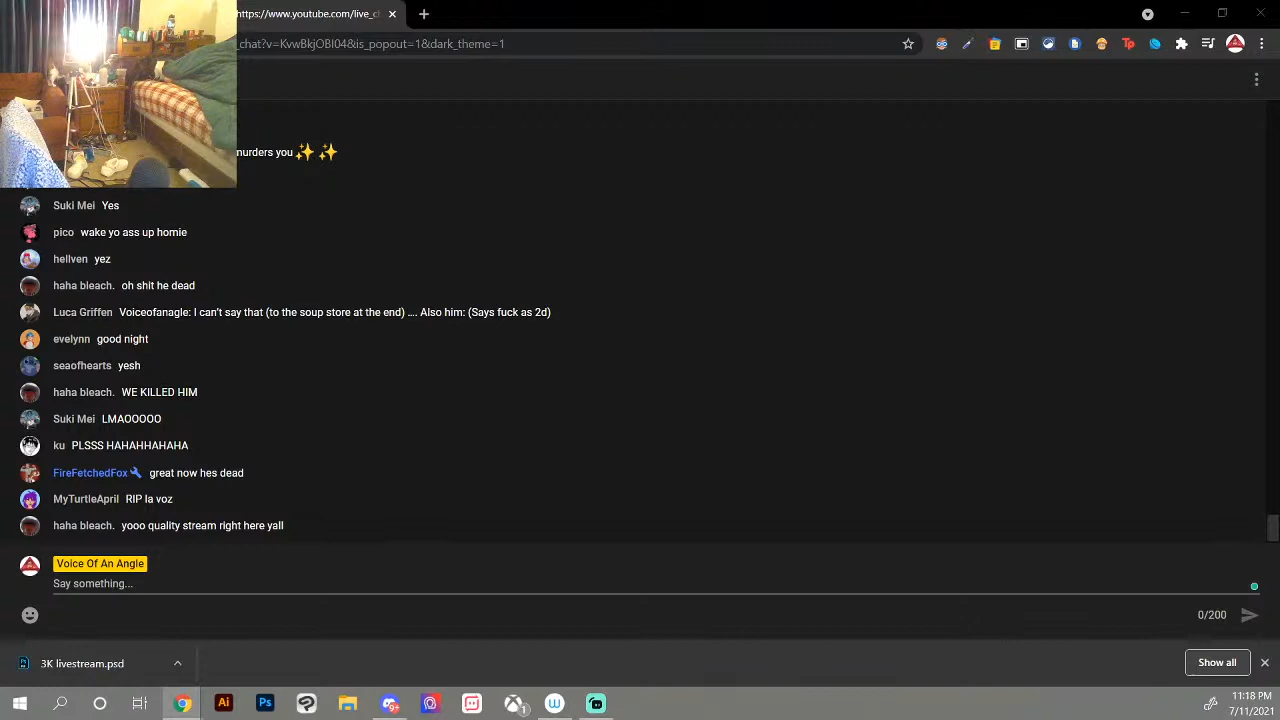 https://www.youtube.com/live_c
_chat?v=KvwBkjOBI04&is_popout=1&dark_theme=1
you ✨ ✨
Suki Mei Yes
pico wake yo ass up homie
hellven yez
haha bleach. oh shit he dead
Luca Griffen Voiceofanagle: I can't say that (to the soup store at the end) .... Also him: (Says fuck as 2d)
evelynn good night
seaofhearts yesh
haha bleach. WE KILLED HIM
Suki Mei LMAOOOOO
ku PLSSS HAHAHHAHAHA
FireFetchedFox great now hes dead
MyTurtleApril RIP la voz
haha bleach. yooo quality stream right here yall
Voice Of An Angle
Say something...
0/200
3K livestream.psd
Show all
11:18 PM
7/11/2021